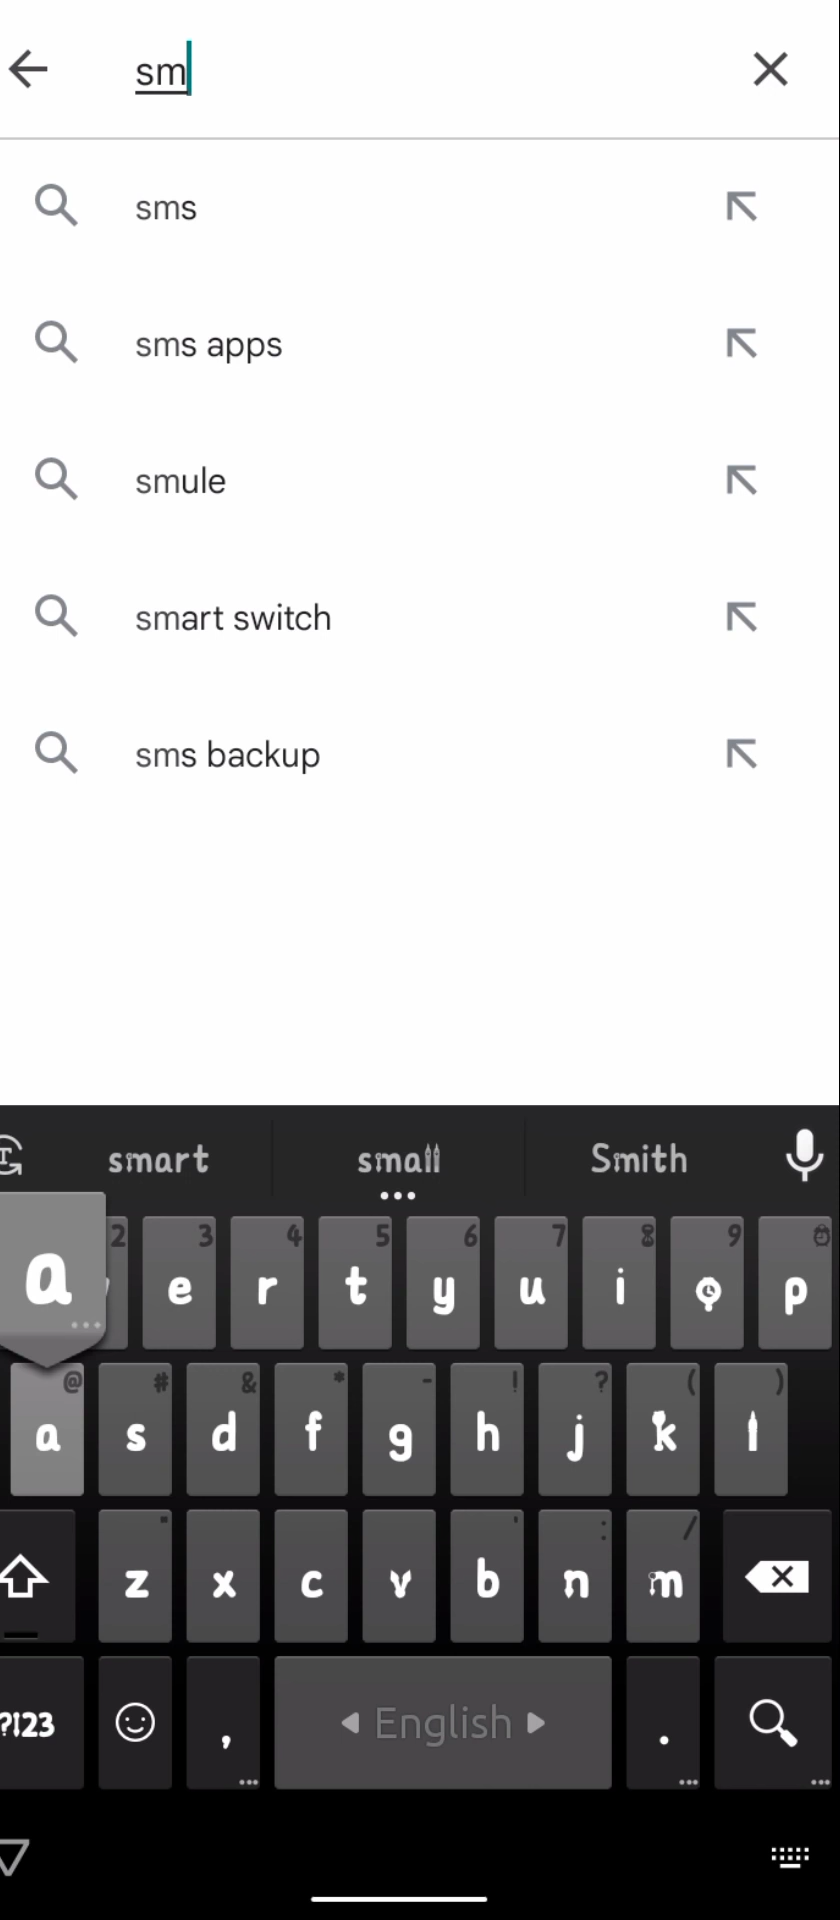 sm
sms
sms apps
smule
smart switch
sms backup
smart small Smith
a
2 3 4 5 6 7 8 9
e r t y u i o p
@ # & * - ! ? ( )
a s d f g h j k l
" ' : /
z x c v b n m
?123 , English .